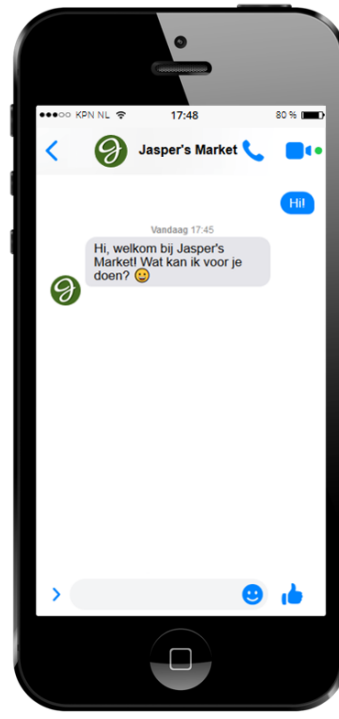 KPN NL 17:48 80 %
Jasper's Market
Hi!
Vandaag 17:45
Hi, welkom bij Jasper's
Market! Wat kan ik voor je
doen? 😀